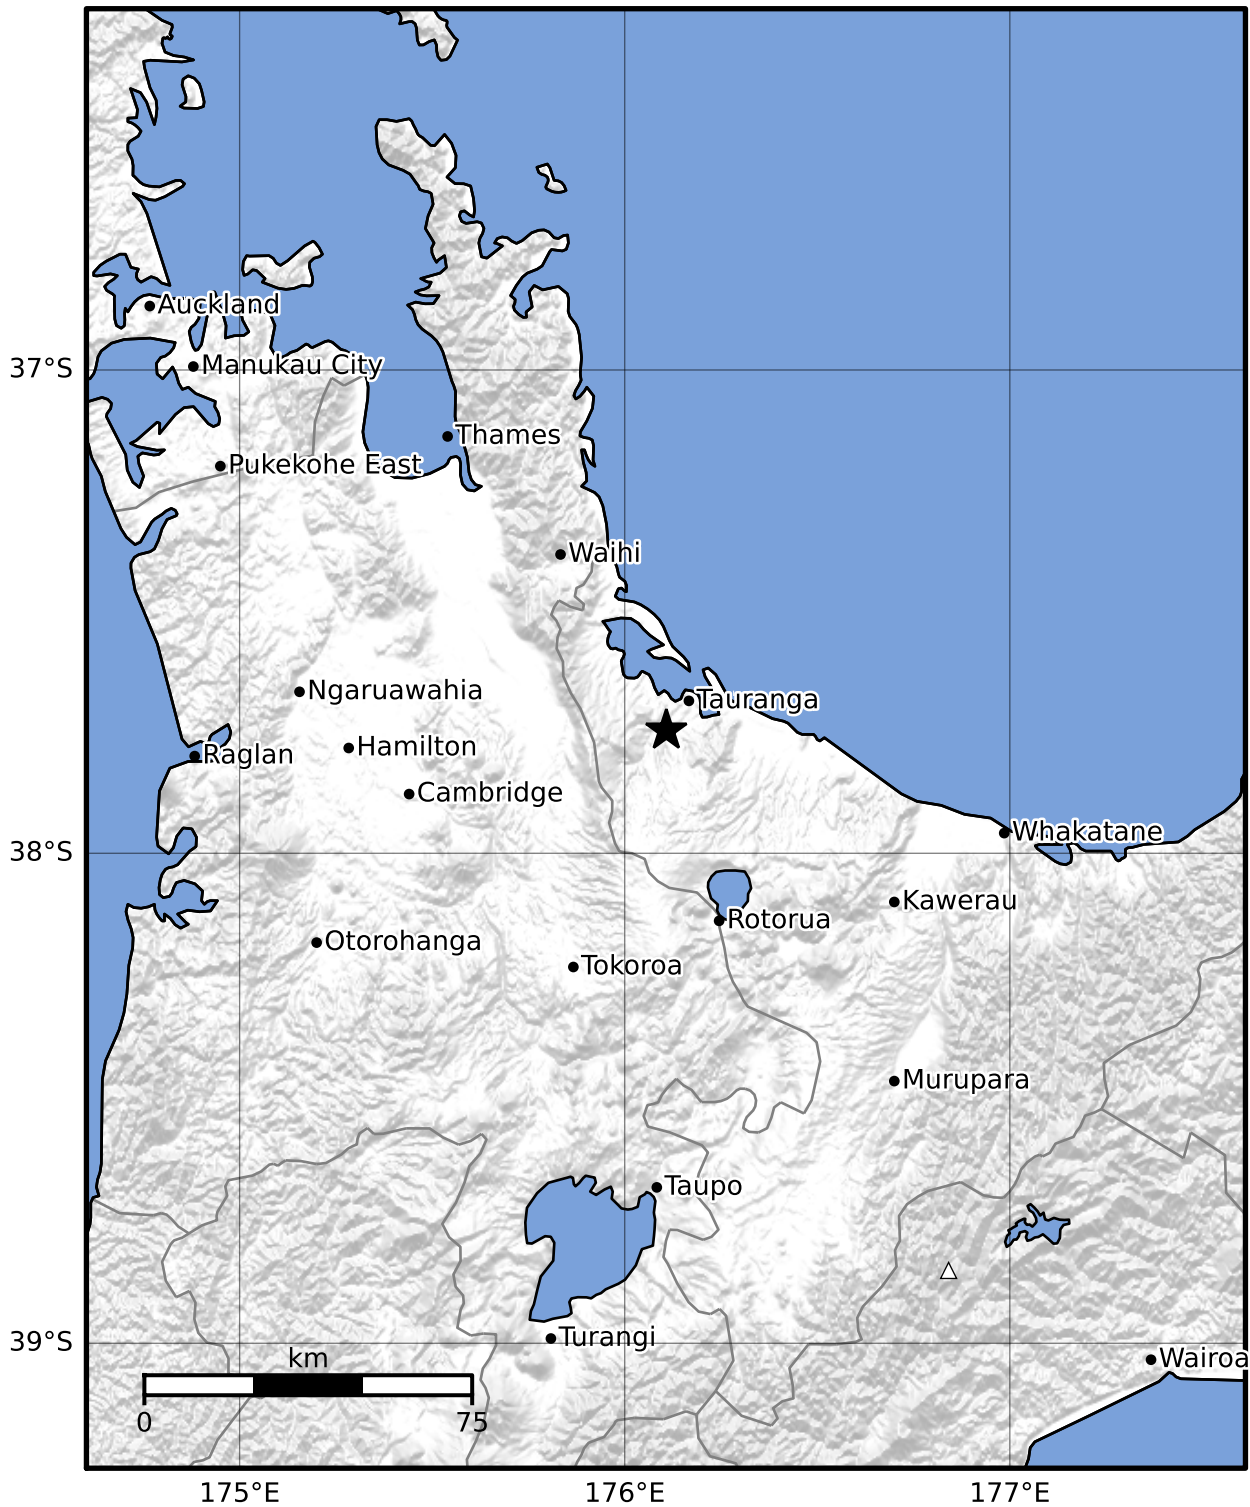 Auckland
37°S
Manukau City
Thames
Pukekohe East
Waihi
Ngaruawahia
Tauranga
Hamilton
Raglan
Cambridge
Whakatane
38°S
Kawerau
Rotorua
Otorohanga
Tokoroa
Murupara
Taupo
Turangi
39°S
km
Wairoa
0 75
175°E 176°E 177°E